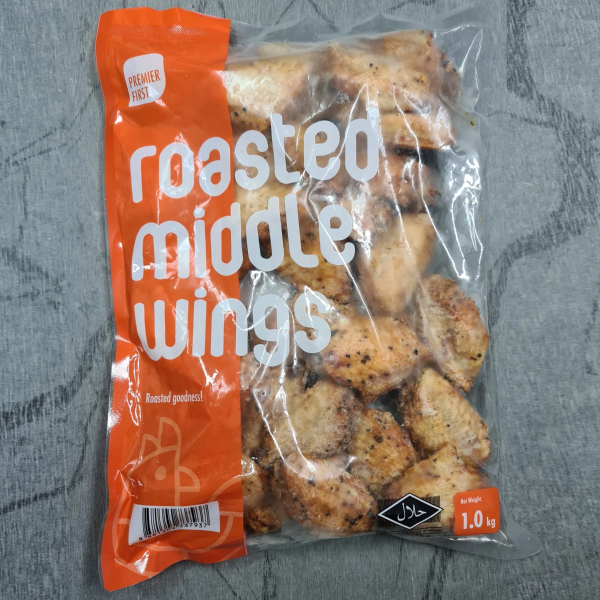 PREMIER
FIRST
roasted
middle
wings
Roasted goodness!
حلال
Net Weight
1.0 kg